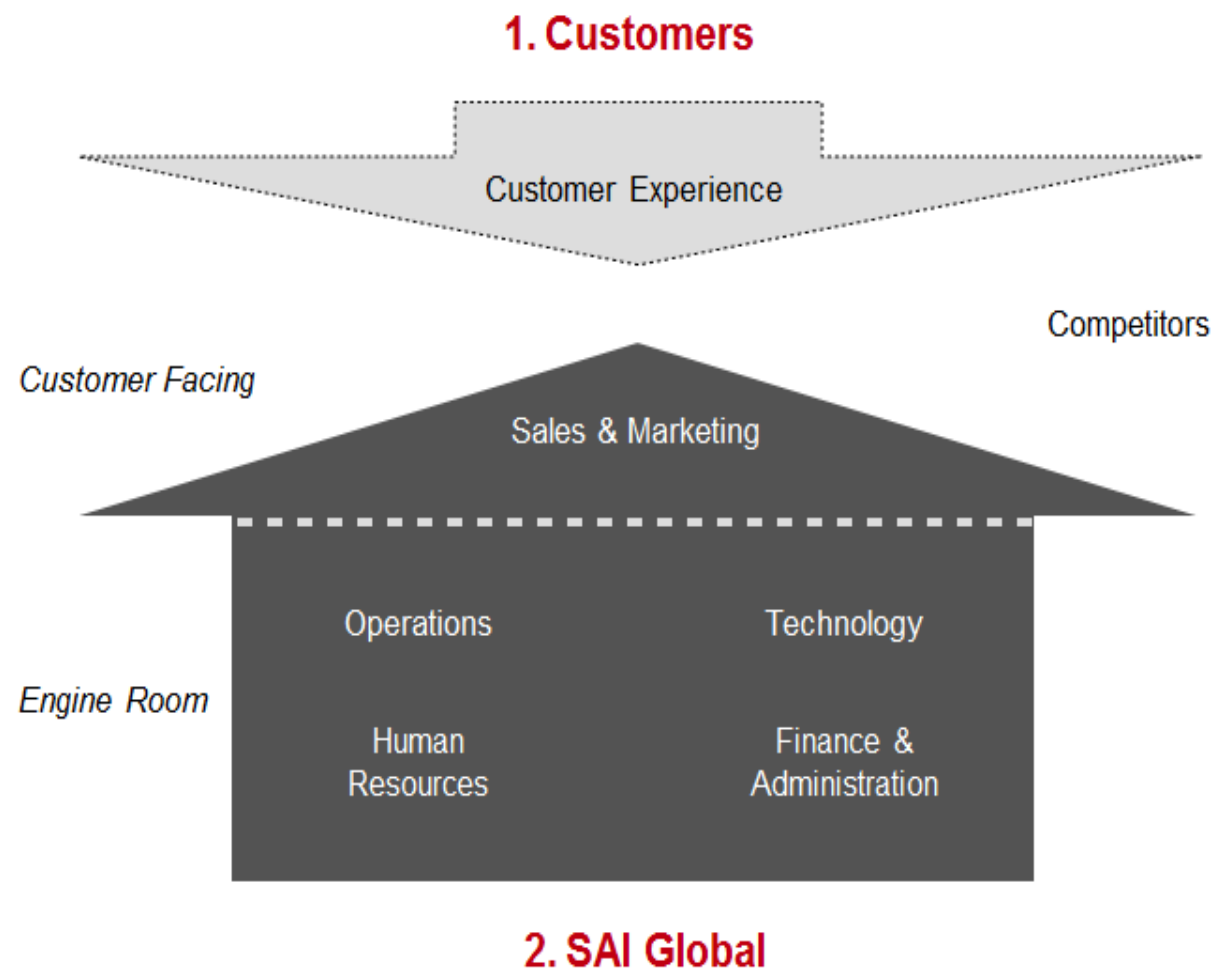 1. Customers
Customer Experience
Competitors
Customer Facing
Sales & Marketing
Operations
Technology
Engine Room
Human
Resources
Finance &
Administration
2. SAI Global